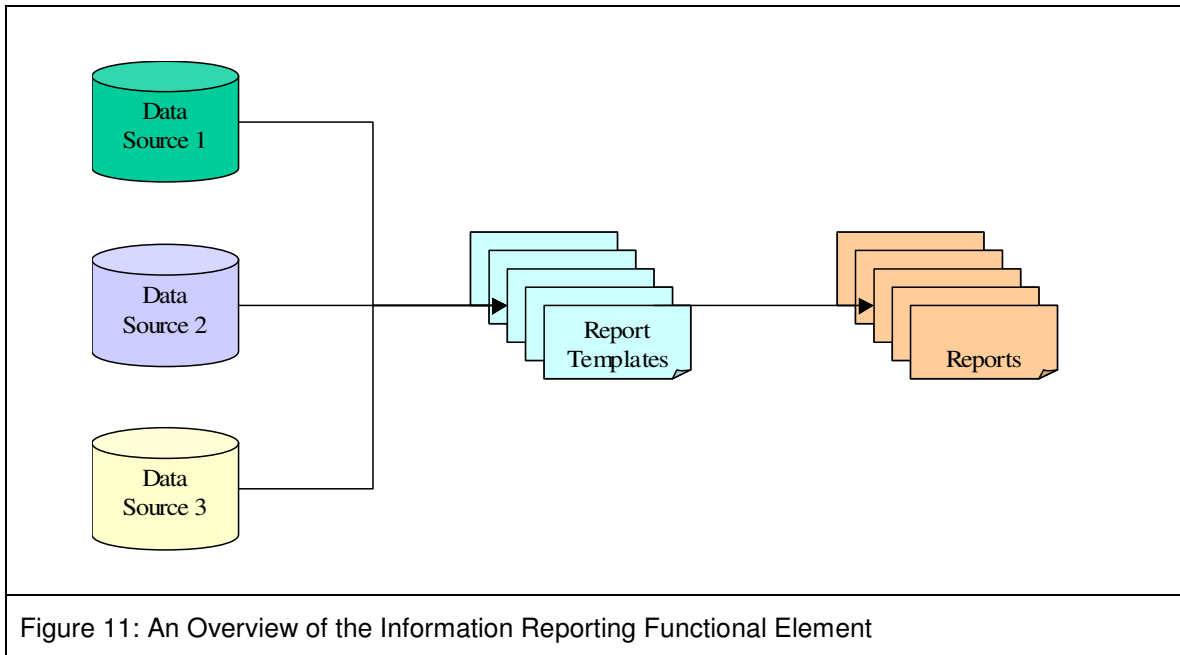 Data
Source 1
Data
Source 2
Report
Templates
Reports
Data
Source 3
Figure 11: An Overview of the Information Reporting Functional Element